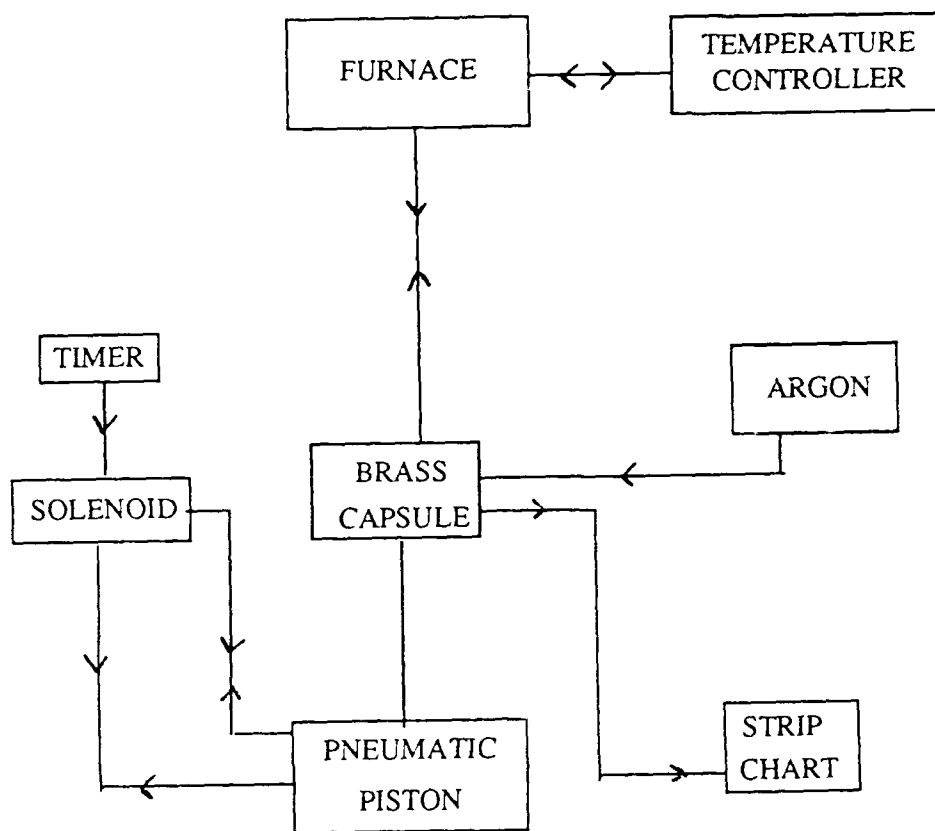 FURNACE
TEMPERATURE
CONTROLLER
TIMER
ARGON
BRASS
CAPSULE
SOLENOID
PNEUMATIC
PISTON
STRIP
CHART